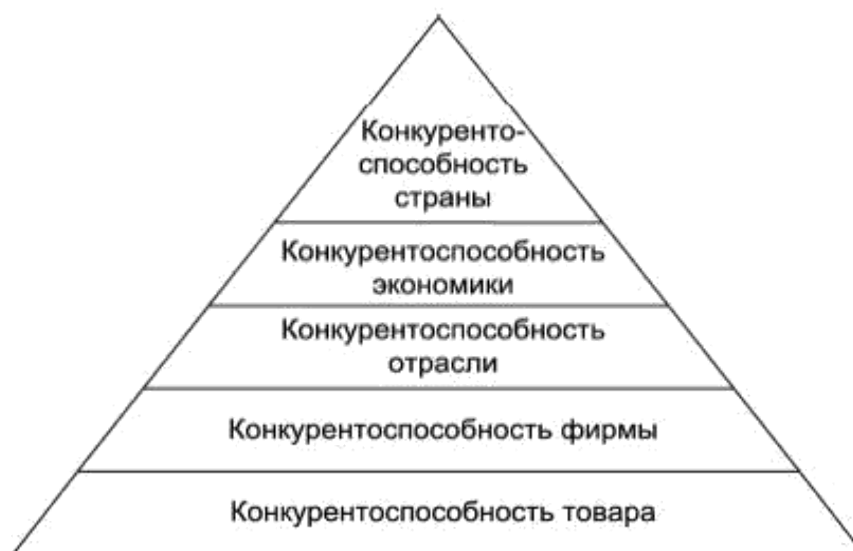 Конкуренто-
способность
страны
Конкурентоспособность
экономики
Конкурентоспособность
отрасли
Конкурентоспособность фирмы
Конкурентоспособность товара